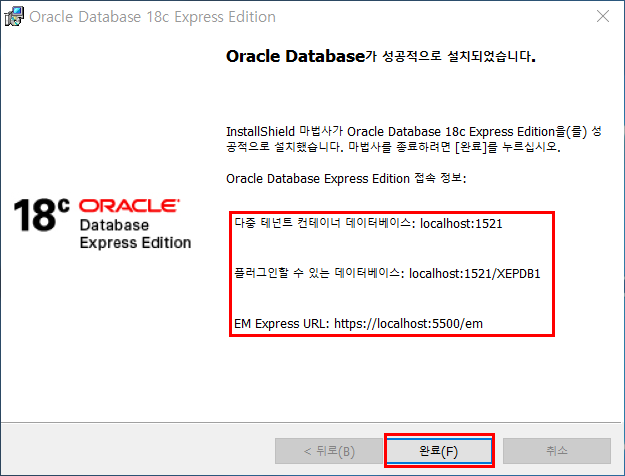 Oracle Database 18c Express Edition
Oracle Database가 성공적으로 설치되었습니다.
InstallShield 마법사가 Oracle Database 18c Express Edition을(를) 성
공적으로 설치했습니다. 마법사를 종료하려면 [완료]를 누르십시오.
Oracle Database Express Edition 접속 정보:
18c ORACLE
Database
Express Edition
다중 테넌트 컨테이너 데이터베이스: localhost:1521
플러그인할 수 있는 데이터베이스: localhost:1521/XEPDB1
EM Express URL: https://localhost:5500/em
< 뒤로(B)
완료(F)
취소